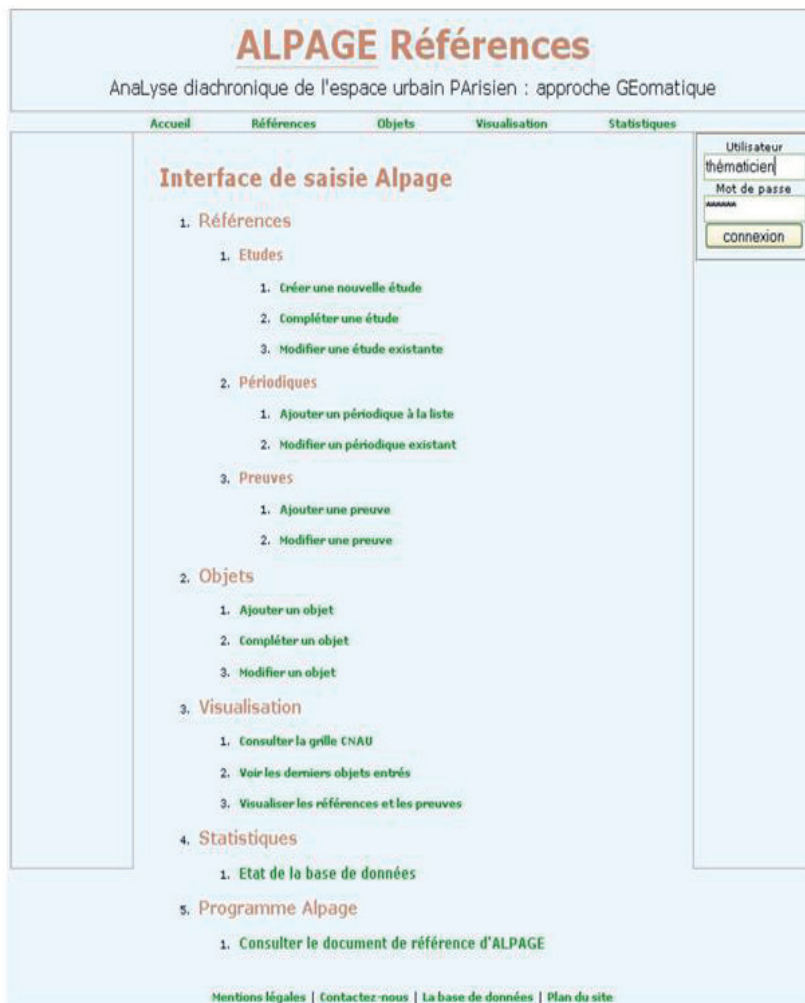 ALPAGE Références
AnaLyse diachronique de l'espace urbain PArisien : approche GEomatique
Accueil Références Objets Visualisation Statistiques
Utilisateur
thématicien
Mot de passe
******
connexion
Interface de saisie Alpage
1. Références
1. Etudes
1. Créer une nouvelle étude
2. Compléter une étude
3. Modifier une étude existante
2. Périodiques
1. Ajouter un périodique à la liste
2. Modifier un périodique existant
3. Preuves
1. Ajouter une preuve
2. Modifier une preuve
2. Objets
1. Ajouter un objet
2. Compléter un objet
3. Modifier un objet
3. Visualisation
1. Consulter la grille CNAU
2. Voir les derniers objets entrés
3. Visualiser les références et les preuves
4. Statistiques
1. Etat de la base de données
5. Programme Alpage
1. Consulter le document de référence d'ALPAGE
Mentions légales | Contactez-nous | La base de données | Plan du site